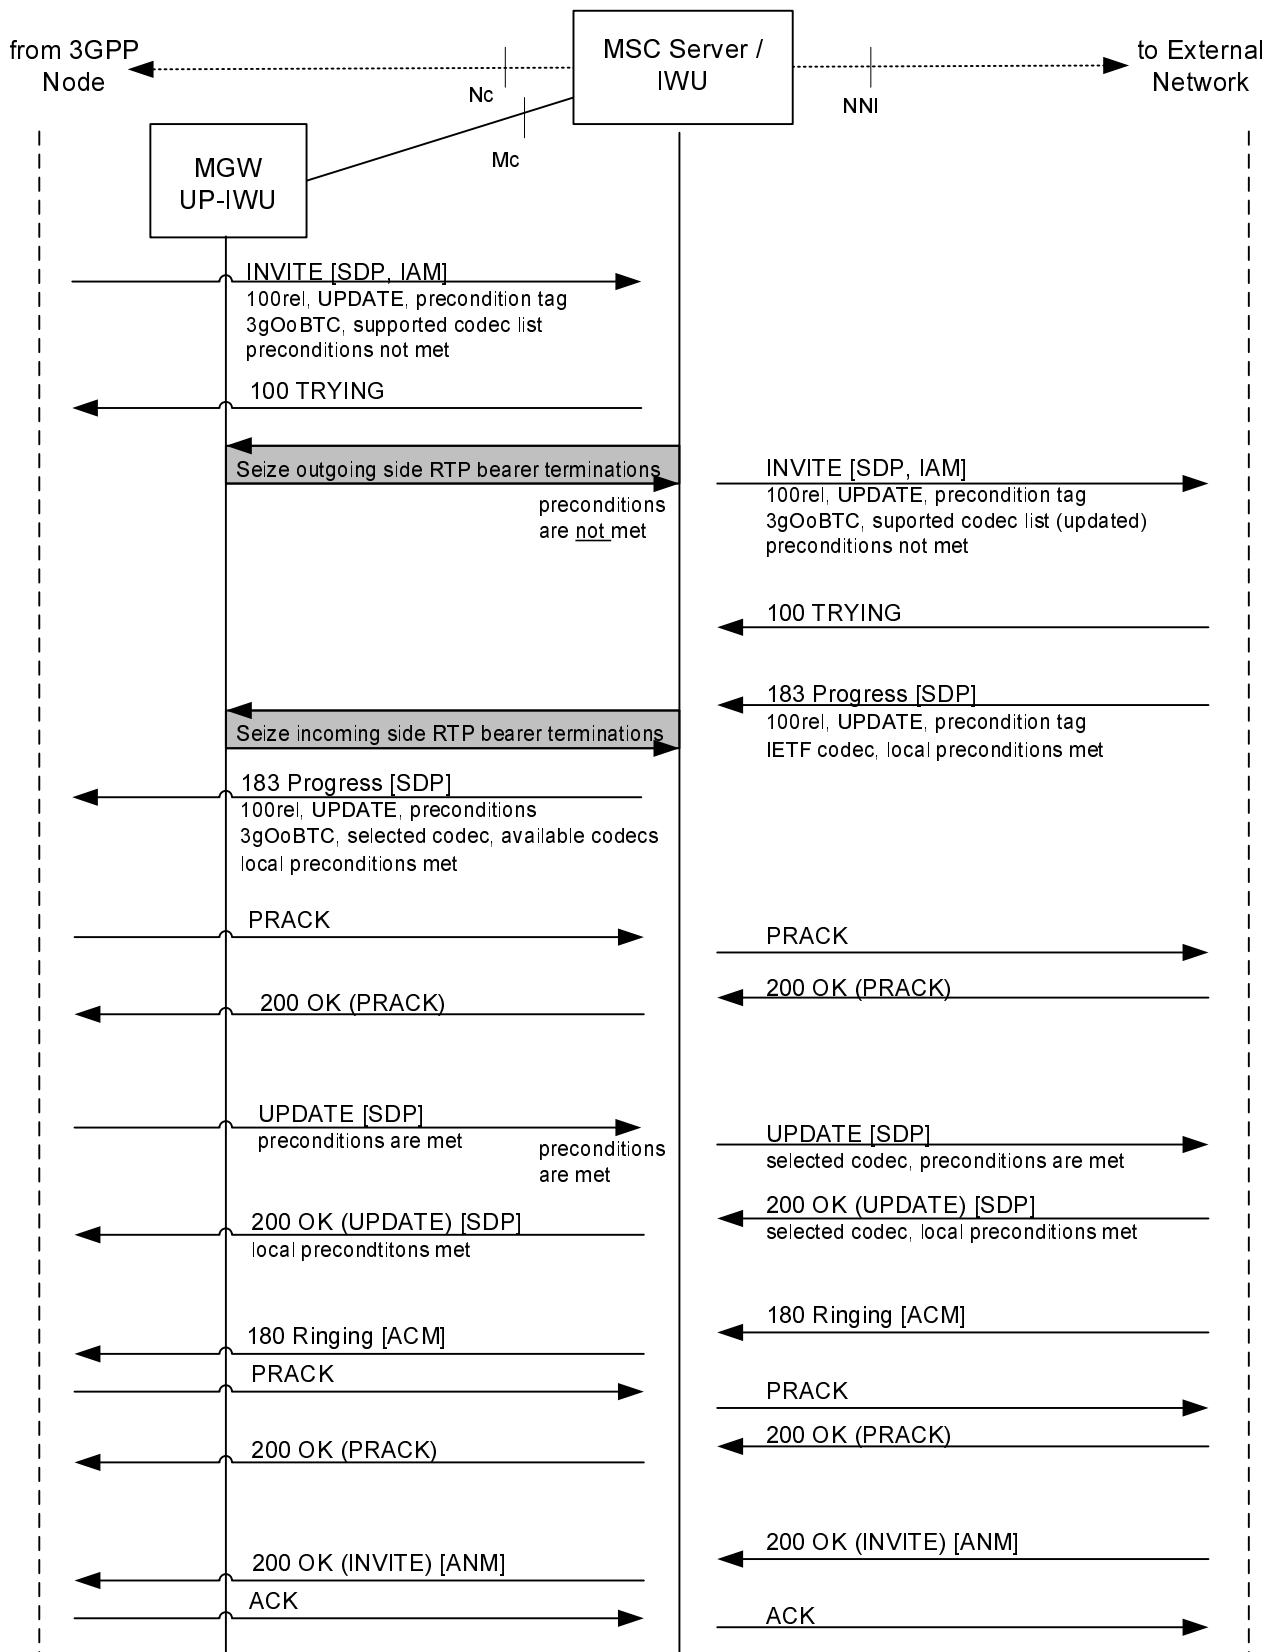 from 3GPP
Node
MSC Server /
IWU
to External
Network
Nc
NNI
Mc
MGW
UP-IWU
INVITE [SDP, IAM]
100rel, UPDATE, precondition tag
3gOoBTC, supported codec list
preconditions not met
100 TRYING
Seize outgoing side RTP bearer terminations
preconditions
are not met
INVITE [SDP, IAM]
100rel, UPDATE, precondition tag
3gOoBTC, suported codec list (updated)
preconditions not met
100 TRYING
183 Progress [SDP]
100rel, UPDATE, precondition tag
IETF codec, local preconditions met
Seize incoming side RTP bearer terminations
183 Progress [SDP]
100rel, UPDATE, preconditions
3gOoBTC, selected codec, available codecs
local preconditions met
PRACK
PRACK
200 OK (PRACK)
200 OK (PRACK)
UPDATE [SDP]
preconditions are met
preconditions
are met
UPDATE [SDP]
selected codec, preconditions are met
200 OK (UPDATE) [SDP]
selected codec, local preconditions met
200 OK (UPDATE) [SDP]
local precondtitons met
180 Ringing [ACM]
180 Ringing [ACM]
PRACK
PRACK
200 OK (PRACK)
200 OK (PRACK)
200 OK (INVITE) [ANM]
200 OK (INVITE) [ANM]
ACK
ACK